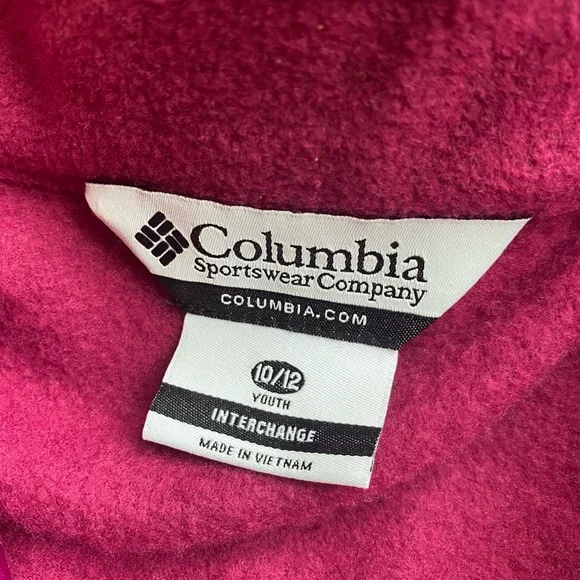 Columbia
Sportswear Company
COLUMBIA.COM
10/12
YOUTH
INTERCHANGE
MADE IN VIETNAM